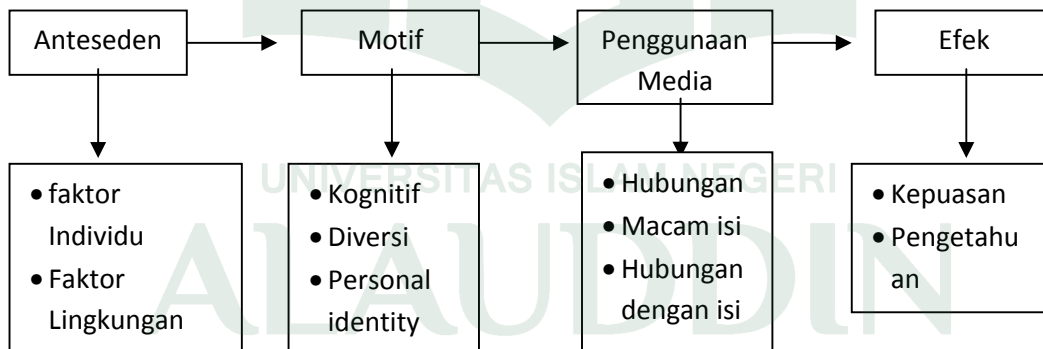 Anteseden
Motif
Penggunaan
Media
Efek
• faktor
Individu
• Faktor
Lingkungan
• Kognitif
• Diversi
• Personal
identity
• Hubungan
• Macam isi
• Hubungan
dengan isi
• Kepuasan
• Pengetahu
an
UNIVERSITAS ISLAM NEGERI
ALAUDDIN